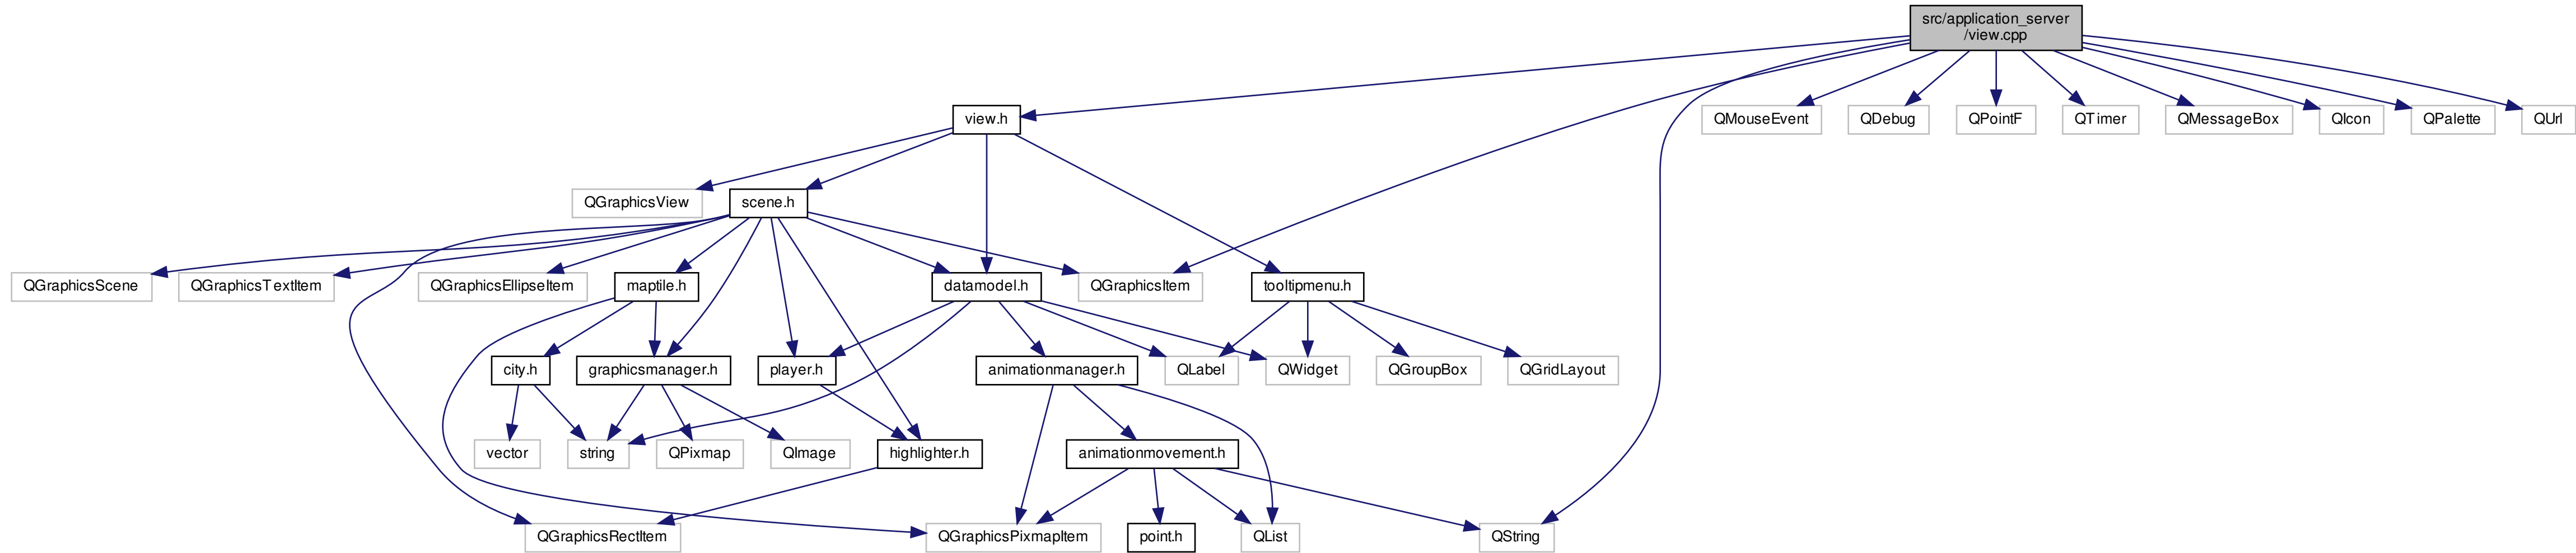 src/application_server
/view.cpp
view.h
QMouseEvent
QDebug
QPointF
QTimer
QMessageBox
QIcon
QPalette
QUrl
QGraphicsView
scene.h
QGraphicsScene
QGraphicsTextItem
QGraphicsEllipseItem
maptile.h
datamodel.h
QGraphicsItem
tooltipmenu.h
city.h
graphicsmanager.h
player.h
animationmanager.h
QLabel
QWidget
QGroupBox
QGridLayout
vector
string
QPixmap
QImage
highlighter.h
animationmovement.h
QGraphicsRectItem
QGraphicsPixmapItem
point.h
QList
QString